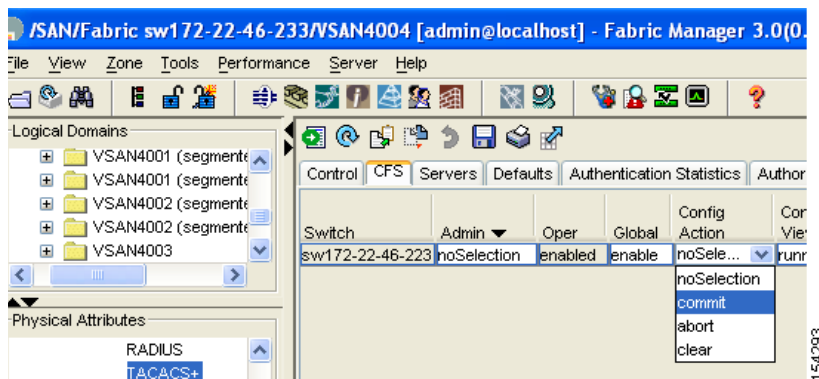 /SAN/Fabric sw172-22-46-233/VSAN4004 [admin@localhost] - Fabric Manager 3.0(0.
File View Zone Tools Performance Server Help
Logical Domains
VSAN4001 (segmente
VSAN4001 (segmente
VSAN4002 (segmente
VSAN4002 (segmente
VSAN4003
Physical Attributes
RADIUS
TACACS+
Control CFS Servers Defaults Authentication Statistics Author
Switch Admin Oper Global Config Action Cor Vie
sw172-22-46-223 noSelection enabled enable noSele... runr
noSelection
commit
abort
clear
154293